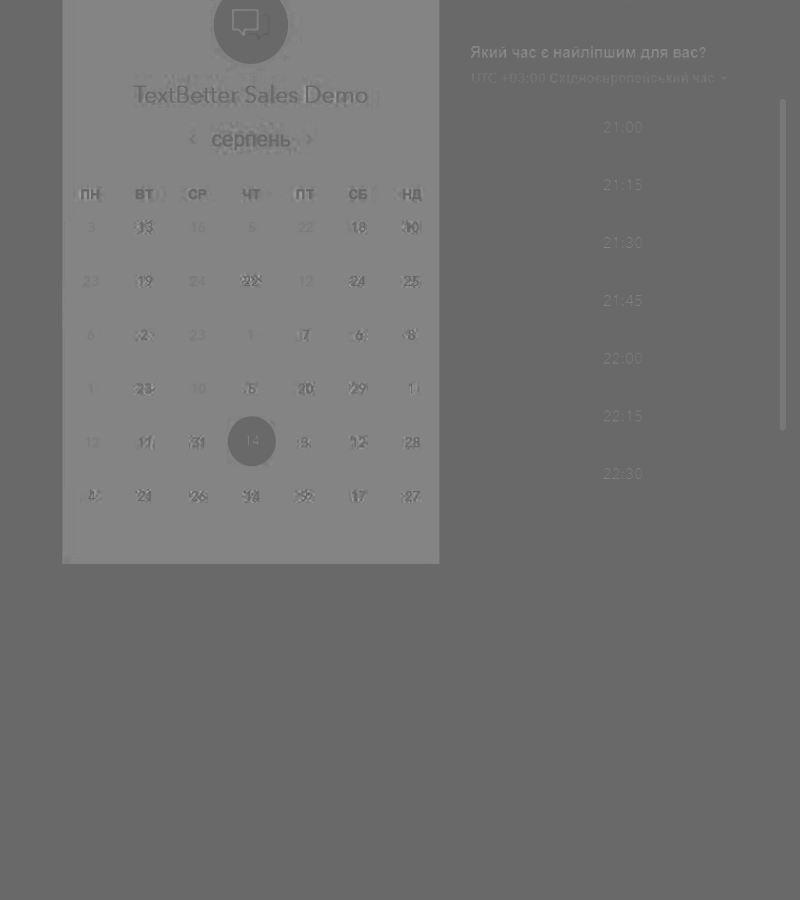 TextBetter Sales Demo
‹ серпень ›
ПН ВТ СР ЧТ ПТ СБ НД
3 13 16 6 22 18 10
23 19 24 22 12 24 25
6 2 23 1 7 6 8
1 23 10 5 20 29 1
12 11 31 14 3 12 28
4 21 26 14 17 27
Який час є найліпшим для вас?
UTC +03:00 Східноєвропейський час
21:00
21:15
21:30
21:45
22:00
22:15
22:30